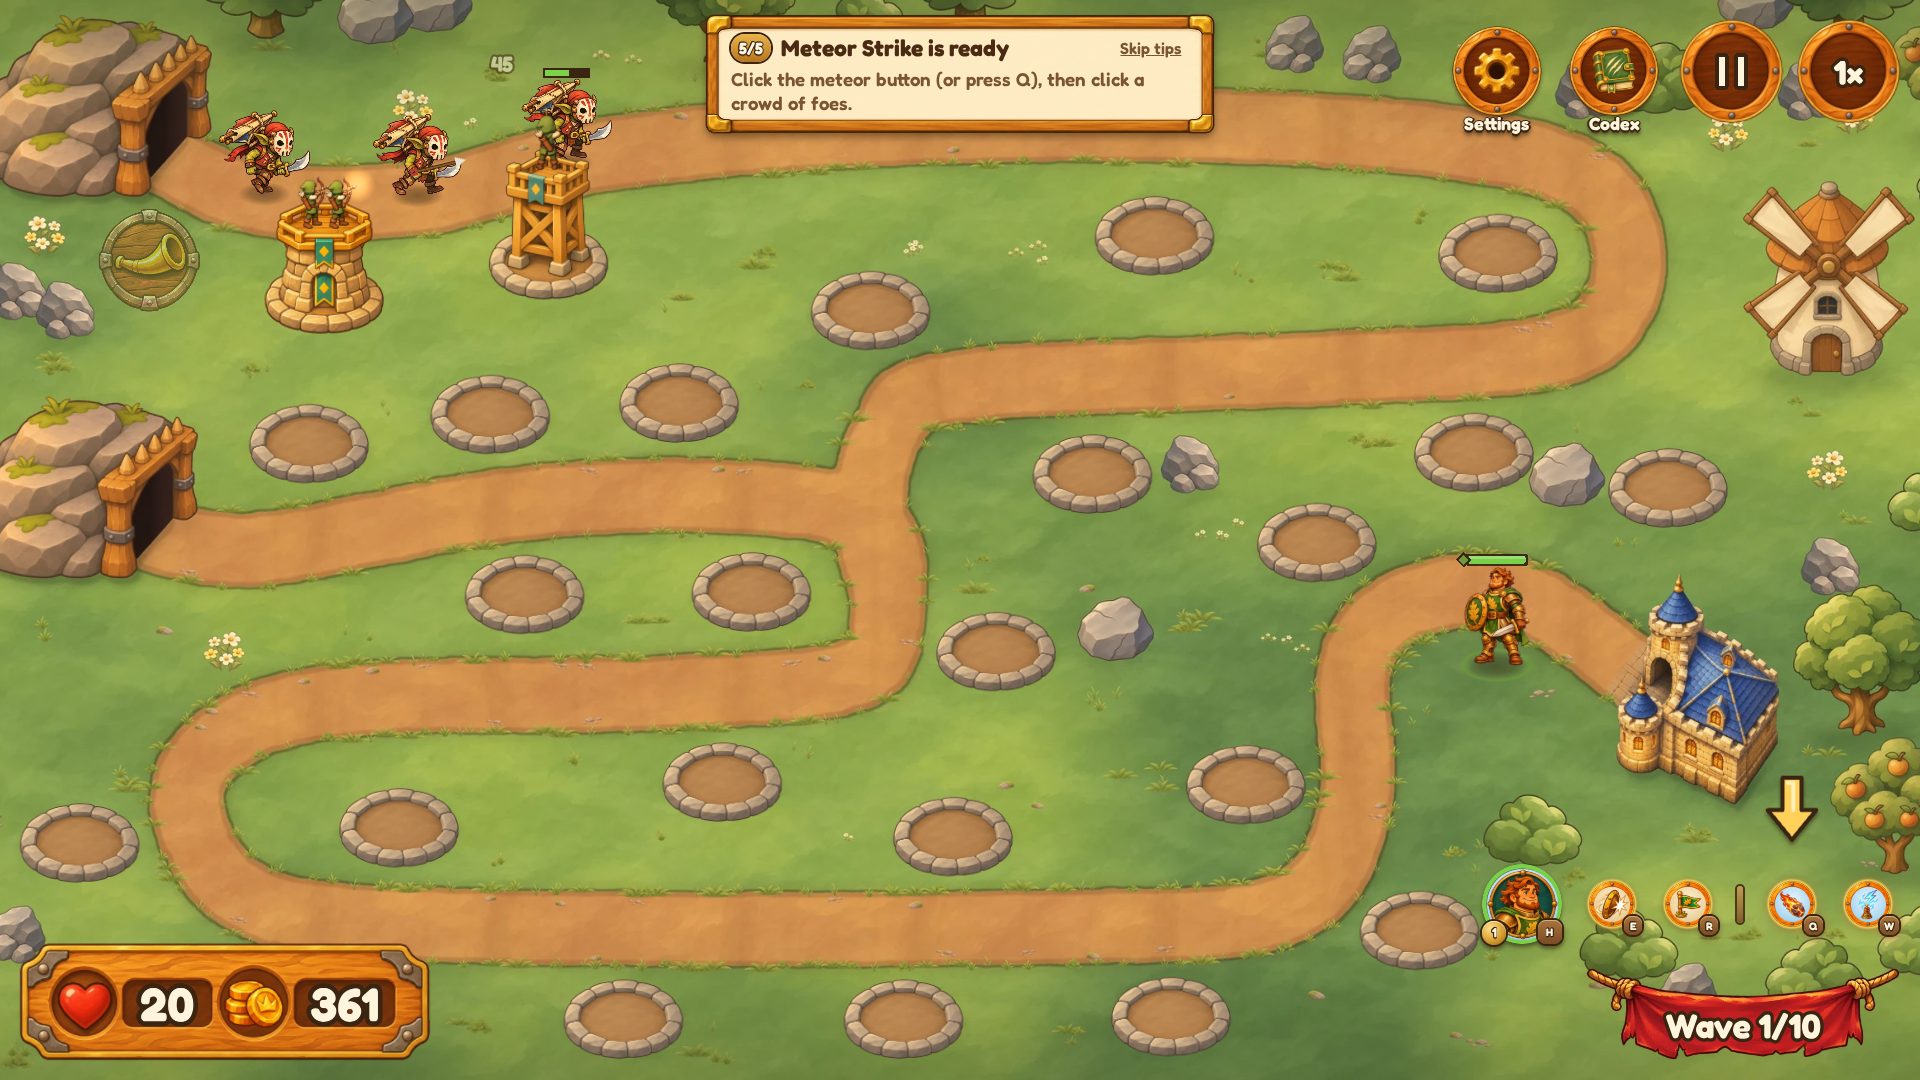 45
5/5 Meteor Strike is ready Skip tips
Click the meteor button (or press Q), then click a
crowd of foes.
1x
Settings
Codex
1 H E R Q W
20 361
Wave 1/10